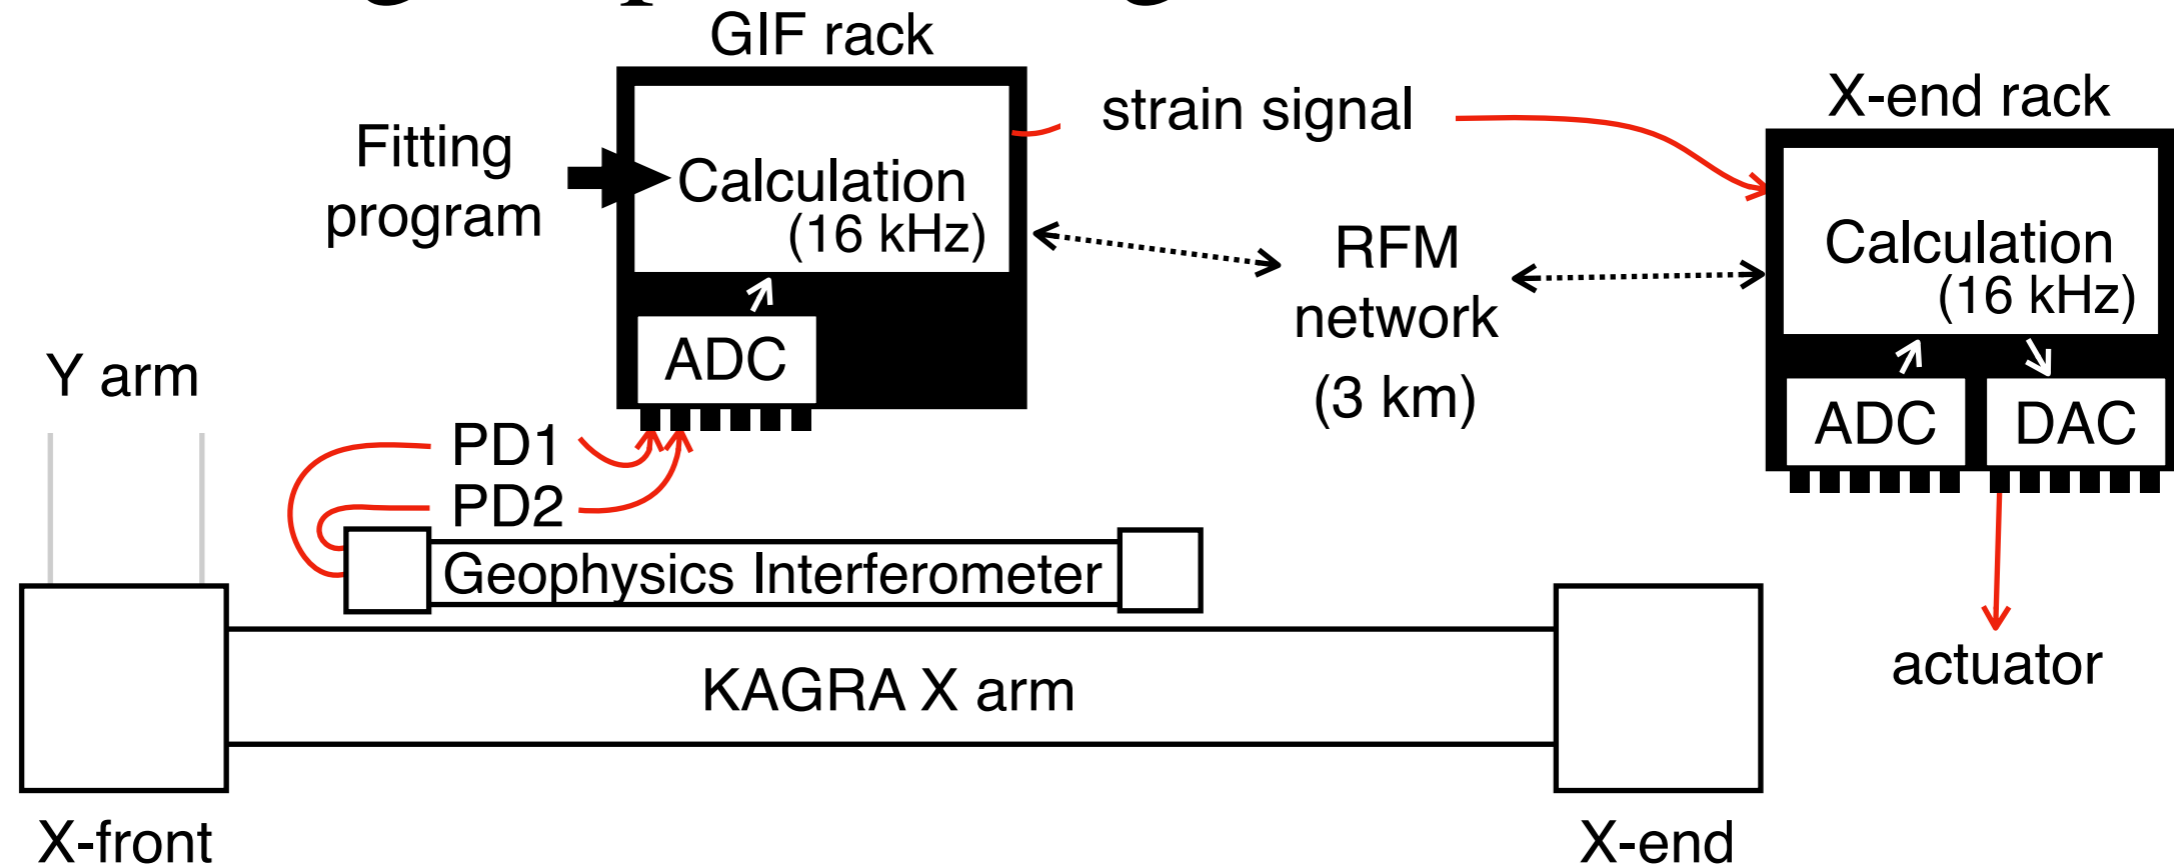 GIF rack
strain signal
X-end rack
Fitting
program
Calculation
(16 kHz)
RFM
network
(3 km)
Calculation
(16 kHz)
ADC
ADC
DAC
Y arm
PD1
PD2
Geophysics Interferometer
KAGRA X arm
actuator
X-front
X-end